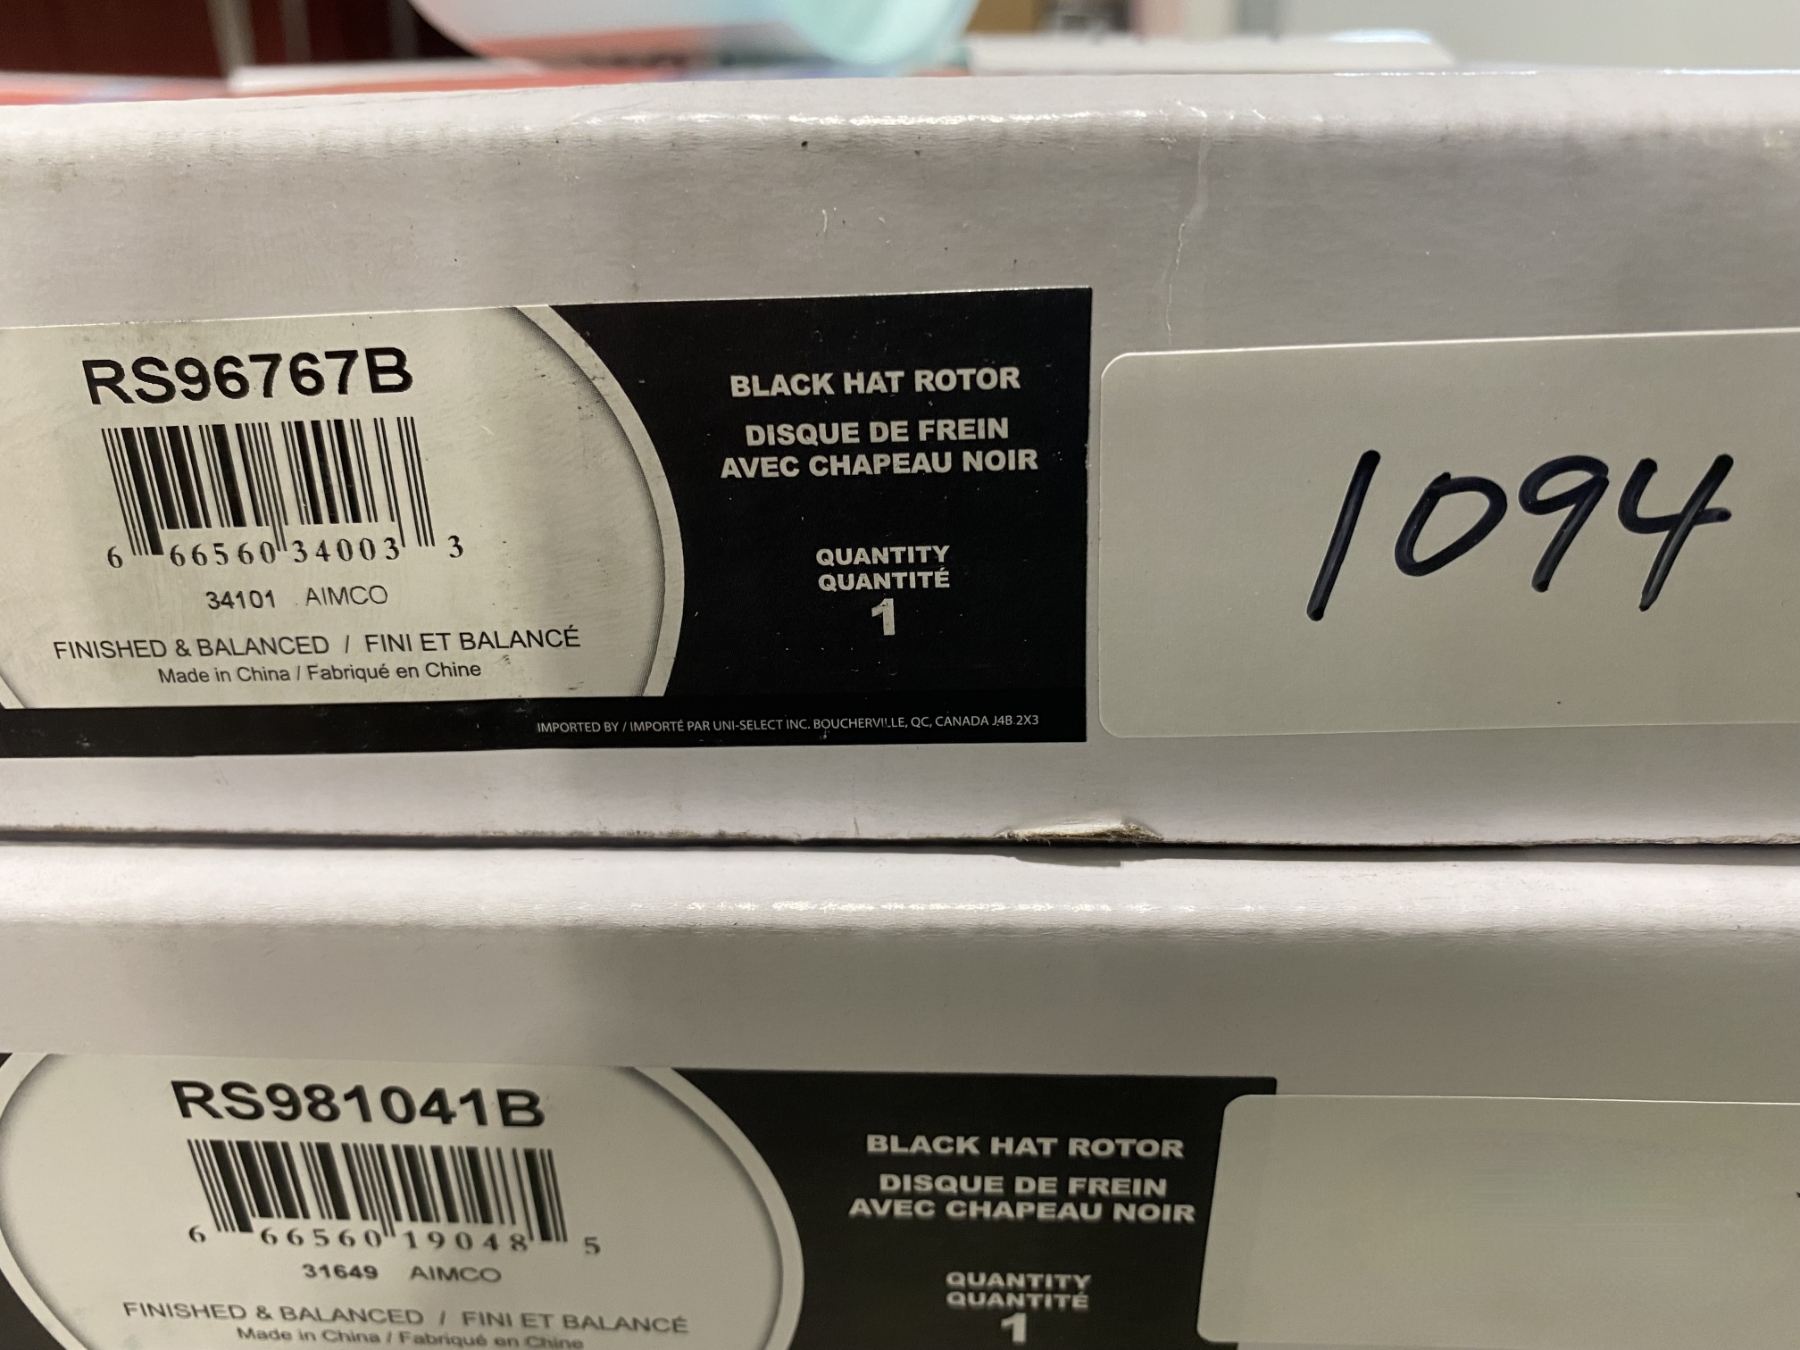 RS96767B
6 66560 34003 3
34101 AIMCO
FINISHED & BALANCED / FINI ET BALANCÉ
Made in China / Fabriqué en Chine
BLACK HAT ROTOR
DISQUE DE FREIN
AVEC CHAPEAU NOIR
QUANTITY
QUANTITÉ
1
IMPORTED BY / IMPORTÉ PAR UNI-SELECT INC. BOUCHERVILLE, QC, CANADA J4B 2X3
1094
RS981041B
6 66560 19048 5
31649 AIMCO
FINISHED & BALANCED / FINI ET BALANCÉ
Made in China / Fabriqué en Chine
BLACK HAT ROTOR
DISQUE DE FREIN
AVEC CHAPEAU NOIR
QUANTITY
QUANTITÉ
1